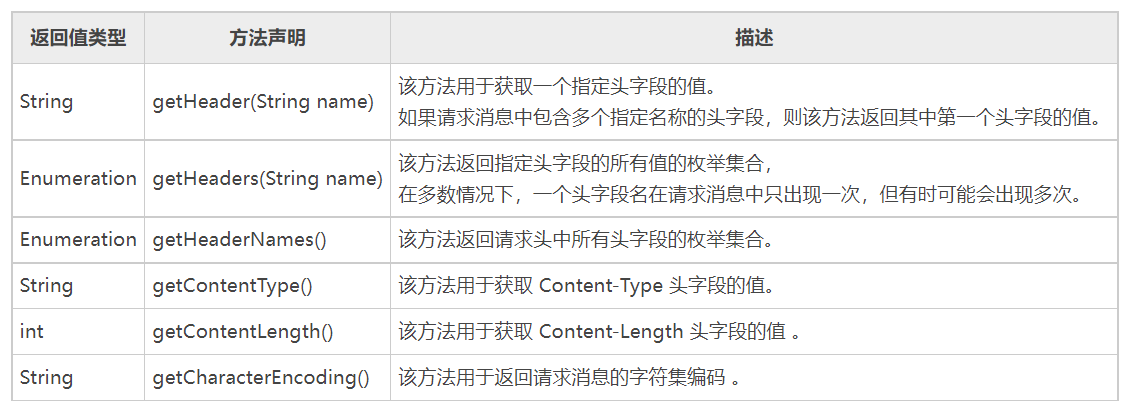 返回值类型 方法声明 描述
String getHeader(String name) 该方法用于获取一个指定头字段的值。
如果请求消息中包含多个指定名称的头字段，则该方法返回其中第一个头字段的值。
Enumeration getHeaders(String name) 该方法返回指定头字段的所有值的枚举集合，
在多数情况下，一个头字段名在请求消息中只出现一次，但有时可能会出现多次。
Enumeration getHeaderNames() 该方法返回请求头中所有头字段的枚举集合。
String getContentType() 该方法用于获取 Content-Type 头字段的值。
int getContentLength() 该方法用于获取 Content-Length 头字段的值 。
String getCharacterEncoding() 该方法用于返回请求消息的字符集编码 。